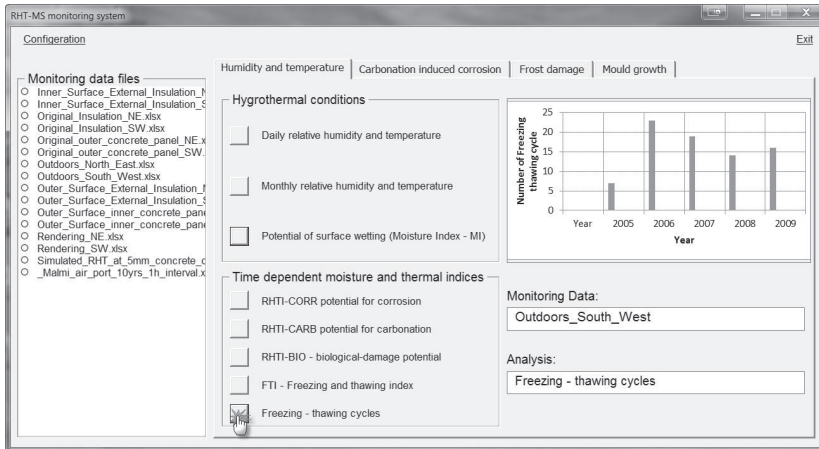 RHT-MS monitoring system
Configeration
Exit
Monitoring data files
Inner_Surface_External_Insulation_N
Inner_Surface_External_Insulation_S
Original_Insulation_NE.xlsx
Original_Insulation_SW.xlsx
Original_outer_concrete_panel_NE.x
Original_outer_concrete_panel_SW.
Outdoors_North_East.xlsx
Outdoors_South_West.xlsx
Outer_Surface_External_Insulation_
Outer_Surface_External_Insulation_
Outer_Surface_inner_concrete_pane
Outer_Surface_inner_concrete_pane
Rendering_NE.xlsx
Rendering_SW.xlsx
Simulated_RHT_at_5mm_concrete_c
_Malmi_air_port_10yrs_1h_interval.x
Humidity and temperature
Carbonation induced corrosion
Frost damage
Mould growth
Hygrothermal conditions
Daily relative humidity and temperature
Monthly relative humidity and temperature
Potential of surface wetting (Moisture Index - MI)
Time dependent moisture and thermal indices
RHTI-CORR potential for corrosion
RHTI-CARB potential for carbonation
RHTI-BIO - biological-damage potential
FTI - Freezing and thawing index
Freezing - thawing cycles
Number of Freezing
thawing cycle
25
20
15
10
5
0
Year 2005 2006 2007 2008 2009
Year
Monitoring Data:
Outdoors_South_West
Analysis:
Freezing - thawing cycles